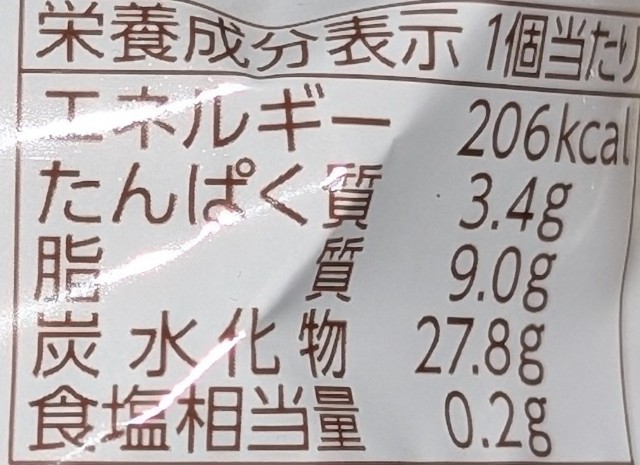 栄養成分表示 1個当たり
エネルギー 206kcal
たんぱく質 3.4g
脂質 9.0g
炭水化物 27.8g
食塩相当量 0.2g